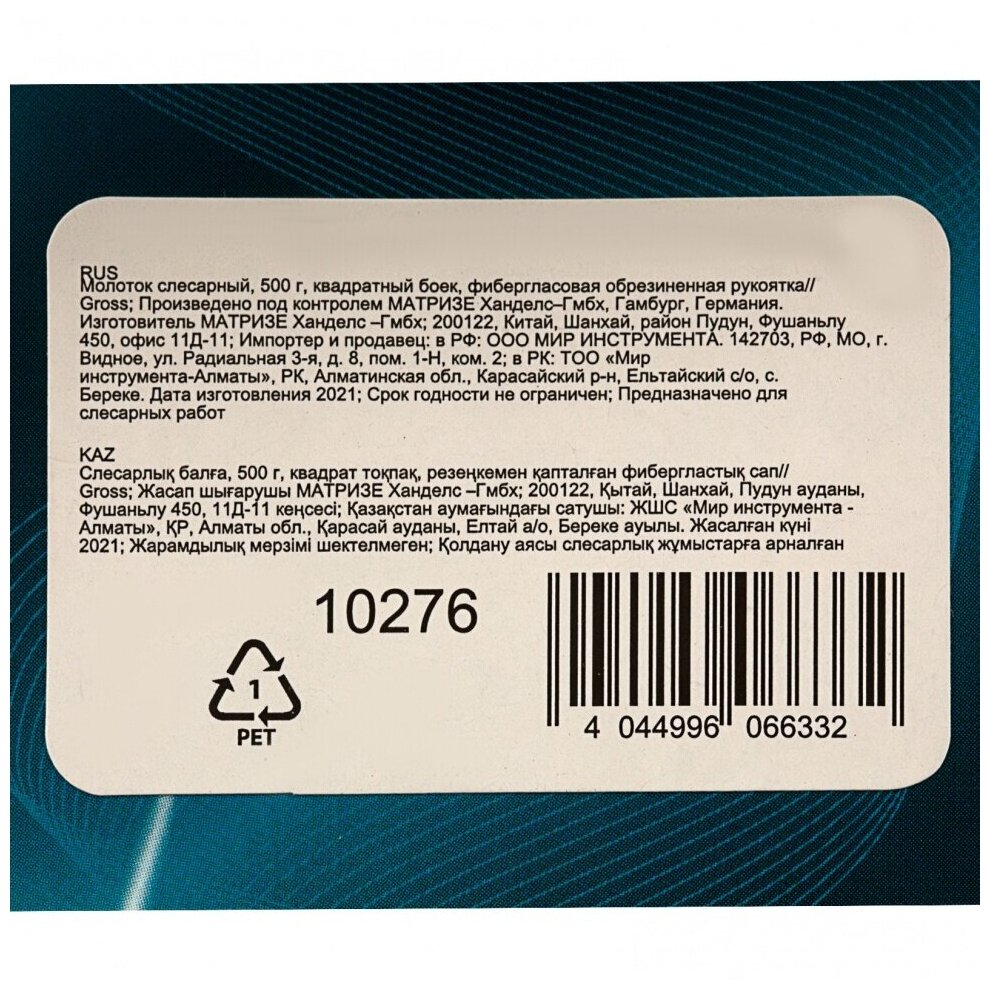 RUS
Молоток слесарный, 500 г, квадратный боек, фибергласовая обрезиненная рукоятка//
Gross; Произведено под контролем МАТРИЗЕ Ханделс–Гмбх, Гамбург, Германия.
Изготовитель МАТРИЗЕ Ханделс –Гмбх; 200122, Китай, Шанхай, район Пудун, Фушаньлу
450, офис 11Д-11; Импортер и продавец: в РФ: ООО МИР ИНСТРУМЕНТА. 142703, РФ, МО, г.
Видное, ул. Радиальная 3-я, д. 8, пом. 1-Н, ком. 2; в РК: ТОО «Мир
инструмента-Алматы», РК, Алматинская обл., Карасайский р-н, Ельтайский с/о, с.
Береке. Дата изготовления 2021; Срок годности не ограничен; Предназначено для
слесарных работ
KAZ
Слесарлық балға, 500 г, квадрат тоқпақ, резеңкемен қапталған фибергластық сап//
Gross; Жасап шығарушы МАТРИЗЕ Ханделс –Гмбх; 200122, Қытай, Шанхай, Пудун ауданы,
Фушаньлу 450, 11Д-11 кеңсесі; Қазақстан аумағындағы сатушы: ЖШС «Мир инструмента -
Алматы», ҚР, Алматы обл., Қарасай ауданы, Елтай а/о, Береке ауылы. Жасалған күні
2021; Жарамдылық мерзімі шектелмеген; Қолдану аясы слесарлық жұмыстарға арналған
10276
1
PET
4 044996 066332